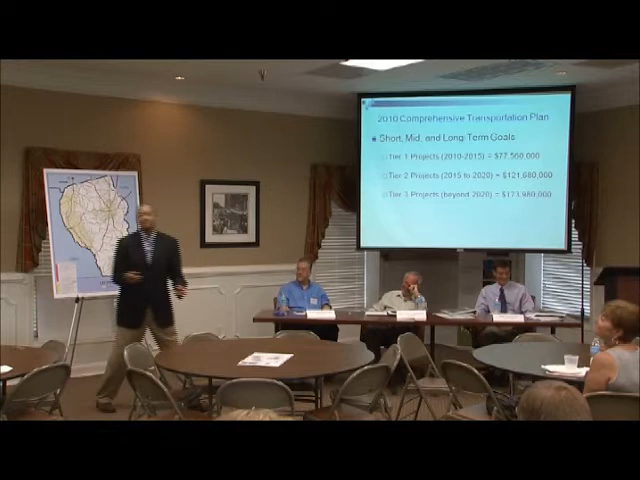 2010 Comprehensive Transportation Plan
Short, Mid, and Long-Term Goals
Tier 1 Projects (2010-2015) = $77,500,000
Tier 2 Projects (2015 to 2020) = $121,680,000
Tier 3 Projects (beyond 2020) = $173,980,000